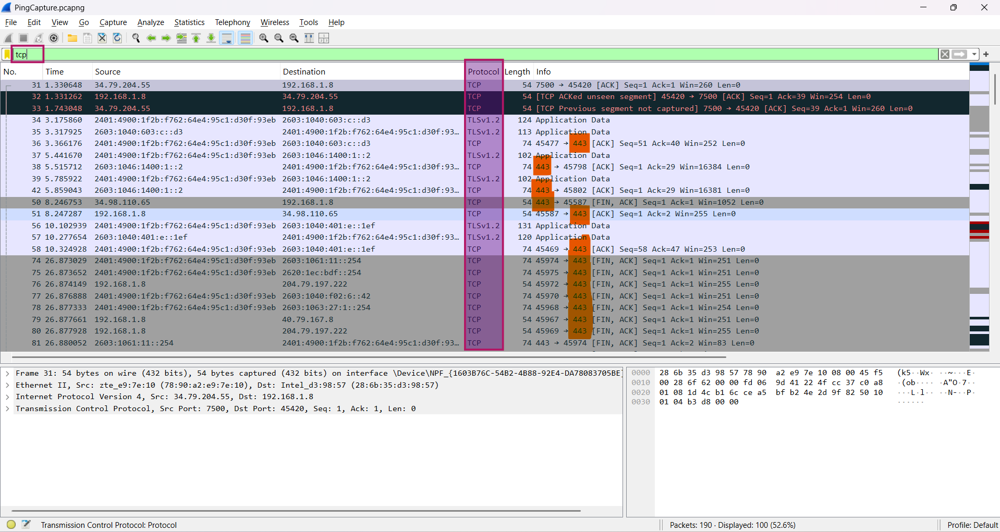 PingCapture.pcapng
File Edit View Go Capture Analyze Statistics Telephony Wireless Tools Help
tcp
No. Time Source Destination Protocol Length Info
31 1.330648 34.79.204.55 192.168.1.8 TCP 54 7500 → 45420 [ACK] Seq=1 Ack=1 Win=260 Len=0
32 1.331262 192.168.1.8 34.79.204.55 TCP 54 [TCP ACKed unseen segment] 45420 → 7500 [ACK] Seq=1 Ack=39 Win=254 Len=0
33 1.743048 34.79.204.55 192.168.1.8 TCP 54 [TCP Previous segment not captured] 7500 → 45420 [ACK] Seq=39 Ack=1 Win=260 Len=0
34 3.175860 2401:4900:1f2b:f762:64e4:95c1:d30f:93eb 2603:1040:603:c::d3 TLSv1.2 124 Application Data
35 3.317925 2603:1040:603:c::d3 2401:4900:1f2b:f762:64e4:95c1:d30f:93… TLSv1.2 113 Application Data
36 3.366176 2401:4900:1f2b:f762:64e4:95c1:d30f:93eb 2603:1040:603:c::d3 TCP 74 45477 → 443 [ACK] Seq=51 Ack=40 Win=252 Len=0
37 5.441670 2401:4900:1f2b:f762:64e4:95c1:d30f:93eb 2603:1046:1400:1::2 TLSv1.2 102 Application Data
38 5.515712 2603:1046:1400:1::2 2401:4900:1f2b:f762:64e4:95c1:d30f:93… TCP 74 443 → 45798 [ACK] Seq=1 Ack=29 Win=16384 Len=0
39 5.785922 2401:4900:1f2b:f762:64e4:95c1:d30f:93eb 2603:1046:1400:1::2 TLSv1.2 102 Application Data
42 5.859043 2603:1046:1400:1::2 2401:4900:1f2b:f762:64e4:95c1:d30f:93… TCP 74 443 → 45802 [ACK] Seq=1 Ack=29 Win=16381 Len=0
50 8.246753 34.98.110.65 192.168.1.8 TCP 54 443 → 45587 [FIN, ACK] Seq=1 Ack=1 Win=1052 Len=0
51 8.247287 192.168.1.8 34.98.110.65 TCP 54 45587 → 443 [ACK] Seq=1 Ack=2 Win=255 Len=0
56 10.102939 2401:4900:1f2b:f762:64e4:95c1:d30f:93eb 2603:1040:401:e::1ef TLSv1.2 131 Application Data
57 10.277654 2603:1040:401:e::1ef 2401:4900:1f2b:f762:64e4:95c1:d30f:93… TLSv1.2 120 Application Data
58 10.324928 2401:4900:1f2b:f762:64e4:95c1:d30f:93eb 2603:1040:401:e::1ef TCP 74 45469 → 443 [ACK] Seq=58 Ack=47 Win=253 Len=0
74 26.873029 2401:4900:1f2b:f762:64e4:95c1:d30f:93eb 2603:1061:11::254 TCP 74 45974 → 443 [FIN, ACK] Seq=1 Ack=1 Win=251 Len=0
75 26.873652 2401:4900:1f2b:f762:64e4:95c1:d30f:93eb 2620:1ec:bdf::254 TCP 74 45975 → 443 [FIN, ACK] Seq=1 Ack=1 Win=251 Len=0
76 26.874149 192.168.1.8 204.79.197.222 TCP 54 45972 → 443 [FIN, ACK] Seq=1 Ack=1 Win=255 Len=0
77 26.876888 2401:4900:1f2b:f762:64e4:95c1:d30f:93eb 2603:1040:f02:6::42 TCP 74 45970 → 443 [FIN, ACK] Seq=1 Ack=1 Win=251 Len=0
78 26.877333 2401:4900:1f2b:f762:64e4:95c1:d30f:93eb 2603:1063:27:1::254 TCP 74 45968 → 443 [FIN, ACK] Seq=1 Ack=1 Win=254 Len=0
79 26.877661 192.168.1.8 40.79.167.8 TCP 54 45967 → 443 [FIN, ACK] Seq=1 Ack=1 Win=251 Len=0
80 26.877928 192.168.1.8 204.79.197.222 TCP 54 45969 → 443 [FIN, ACK] Seq=1 Ack=1 Win=255 Len=0
81 26.880052 2603:1061:11::254 2401:4900:1f2b:f762:64e4:95c1:d30f:93… TCP 74 443 → 45974 [FIN, ACK] Seq=1 Ack=2 Win=83 Len=0
Frame 31: 54 bytes on wire (432 bits), 54 bytes captured (432 bits) on interface \Device\NPF_{1603B76C-54B2-4B88-92E4-DA78083705BE}
Ethernet II, Src: zte_e9:7e:10 (78:90:a2:e9:7e:10), Dst: Intel_d3:98:57 (28:6b:35:d3:98:57)
Internet Protocol Version 4, Src: 34.79.204.55, Dst: 192.168.1.8
Transmission Control Protocol, Src Port: 7500, Dst Port: 45420, Seq: 1, Ack: 1, Len: 0
0000 28 6b 35 d3 98 57 78 90 a2 e9 7e 10 08 00 45 f5 (k5··Wx· ··~···E·
0010 00 28 6f 62 00 00 fd 06 9d 41 22 4f cc 37 c0 a8 ·(ob···· ·A"O·7··
0020 01 08 1d 4c b1 6c ce a5 bf b2 4e 2d 9f 82 50 10 ···L·l·· ··N-··P·
0030 01 04 b3 d8 00 00 ······
Transmission Control Protocol: Protocol
Packets: 190 · Displayed: 100 (52.6%)
Profile: Default